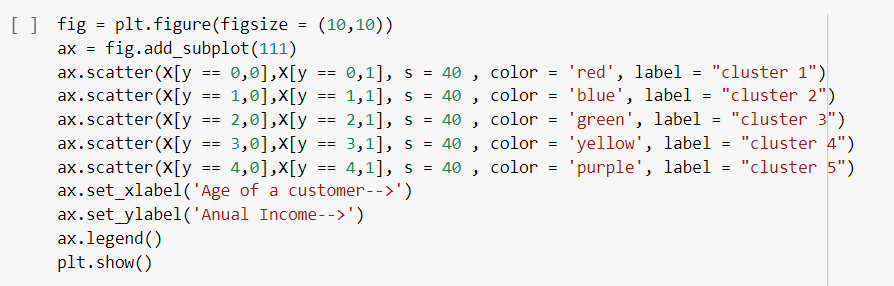 [ ] fig = plt.figure(figsize = (10,10))
ax = fig.add_subplot(111)
ax.scatter(X[y == 0,0],X[y == 0,1], s = 40 , color = 'red', label = "cluster 1")
ax.scatter(X[y == 1,0],X[y == 1,1], s = 40 , color = 'blue', label = "cluster 2")
ax.scatter(X[y == 2,0],X[y == 2,1], s = 40 , color = 'green', label = "cluster 3")
ax.scatter(X[y == 3,0],X[y == 3,1], s = 40 , color = 'yellow', label = "cluster 4")
ax.scatter(X[y == 4,0],X[y == 4,1], s = 40 , color = 'purple', label = "cluster 5")
ax.set_xlabel('Age of a customer-->')
ax.set_ylabel('Anual Income-->')
ax.legend()
plt.show()